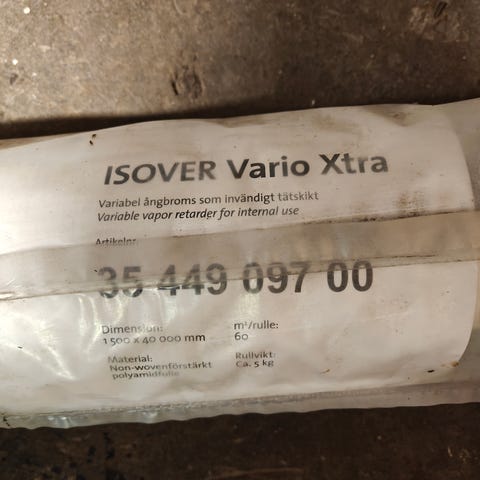 ISOVER Vario Xtra
Variabel ångbroms som invändigt tätskikt
Variable vapor retarder for internal use
Artikelnr:
35 449 097 00
Dimension: m²/rulle:
1 500 x 40 000 mm 60
Material: Rullvikt:
Non-wovenförstärkt Ca. 5 kg
polyamidfolie